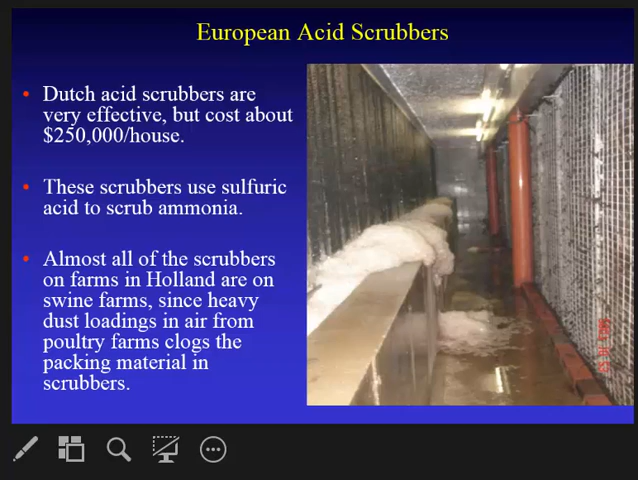 European Acid Scrubbers
• Dutch acid scrubbers are
very effective, but cost about
$250,000/house.
• These scrubbers use sulfuric
acid to scrub ammonia.
• Almost all of the scrubbers
on farms in Holland are on
swine farms, since heavy
dust loadings in air from
poultry farms clogs the
packing material in
scrubbers.